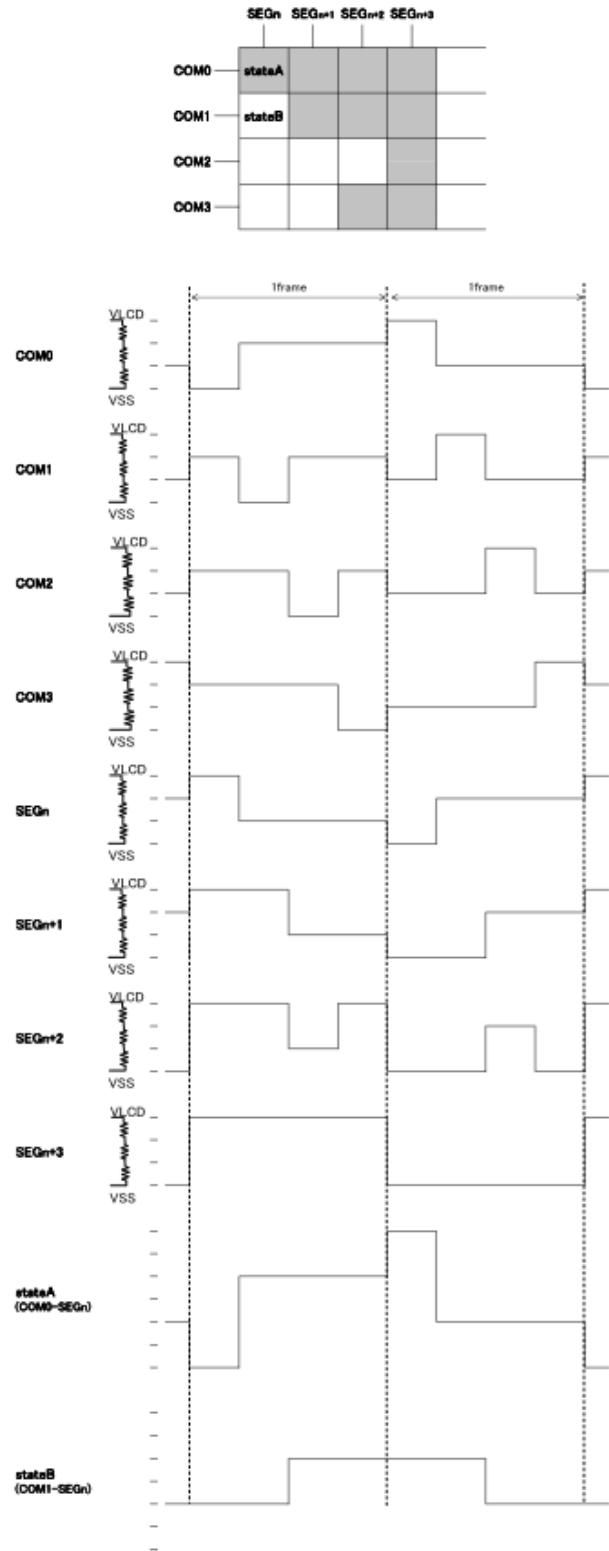 SEGn SEGn+1 SEGn+2 SEGn+3
COM0 stateA
COM1 stateB
COM2
COM3
1frame 1frame
VLCD
COM0
VSS
VLCD
COM1
VSS
VLCD
COM2
VSS
VLCD
COM3
VSS
VLCD
SEGn
VSS
VLCD
SEGn+1
VSS
VLCD
SEGn+2
VSS
VLCD
SEGn+3
VSS
stateA
(COM0-SEGn)
stateB
(COM1-SEGn)